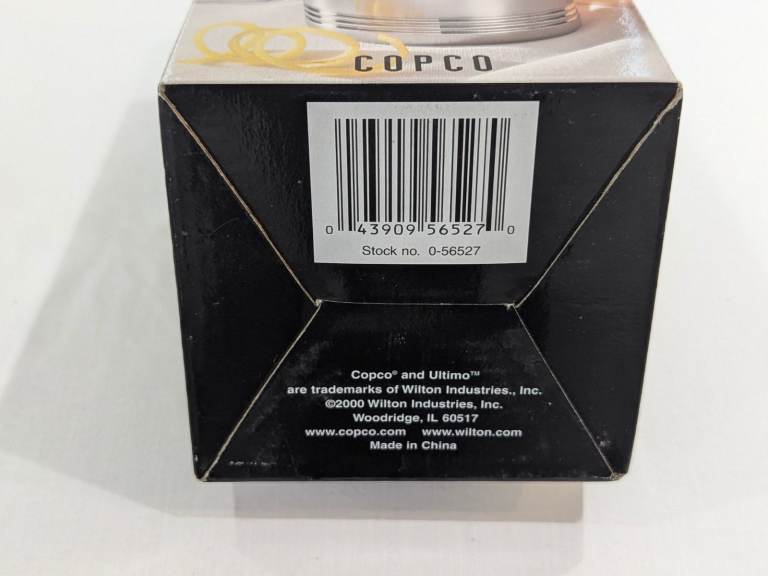 COPCO
0 43909 56527 0
Stock no. 0-56527
Copco® and Ultimo™
are trademarks of Wilton Industries., Inc.
©2000 Wilton Industries, Inc.
Woodridge, IL 60517
www.copco.com www.wilton.com
Made in China